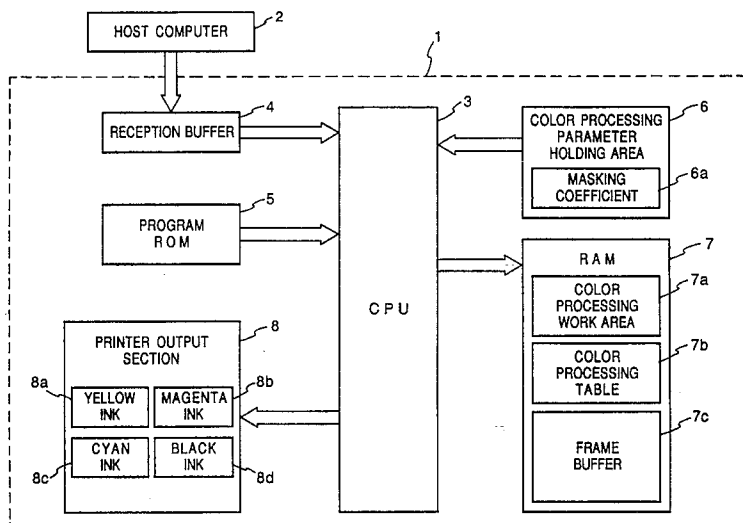 HOST COMPUTER
2
1
4
RECEPTION BUFFER
3
6
COLOR PROCESSING
PARAMETER
HOLDING AREA
MASKING
COEFFICIENT
6a
5
PROGRAM
ROM
CPU
7
RAM
COLOR
PROCESSING
WORK AREA
7a
COLOR
PROCESSING
TABLE
7b
FRAME
BUFFER
7c
8
PRINTER OUTPUT
SECTION
8a
YELLOW
INK
MAGENTA
INK
8b
CYAN
INK
8c
BLACK
INK
8d